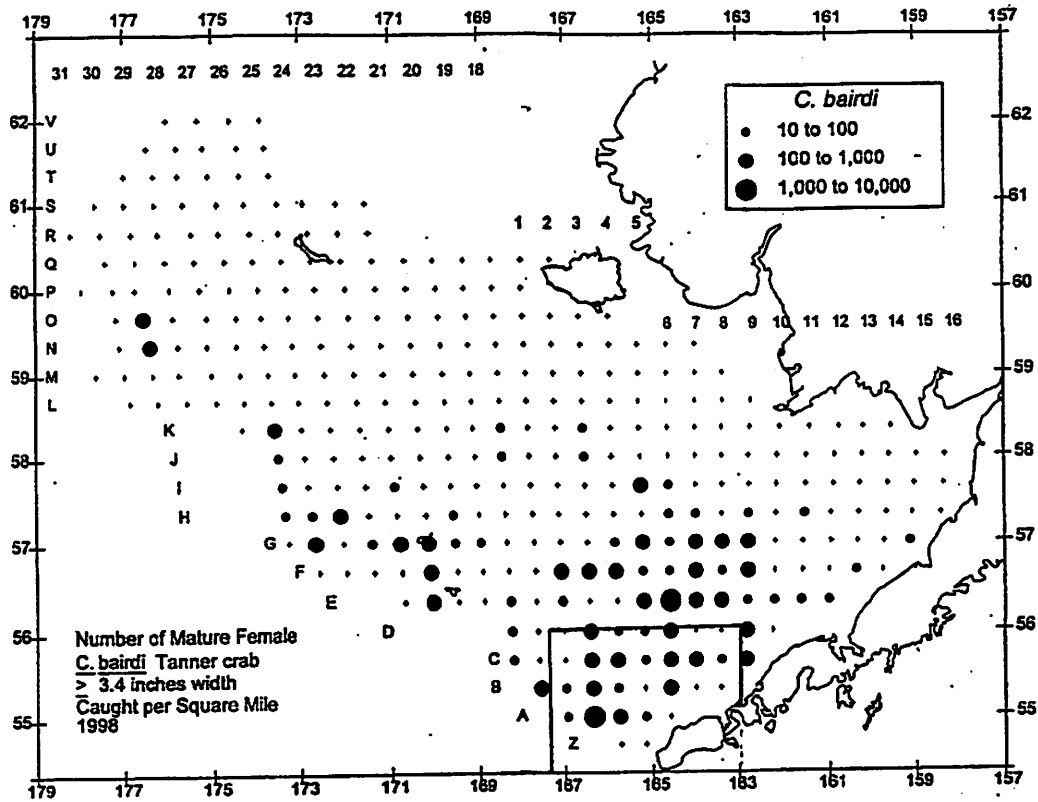 179 177 175 173 171 169 167 165 163 161 159 157
31 30 29 28 27 26 25 24 23 22 21 20 19 18
C. bairdi
10 to 100
100 to 1,000
1,000 to 10,000
62 V 62
U
T
61 S 61
R
1 2 3 4 5
Q
60 P 60
O
6 7 8 9 10 11 12 13 14 15 16
N
59 M 59
L
K
58 J 58
I
H
57 G 57
F
E
56 D 56
Number of Mature Female
C. bairdi Tanner crab
> 3.4 inches width
Caught per Square Mile
1998
C
B
55 A 55
Z
179 177 175 173 171 169 167 165 163 161 159 157